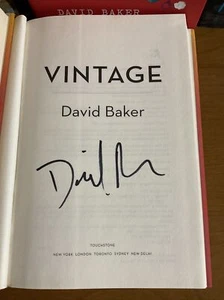 DAVID BAKER
VINTAGE
David Baker
TOUCHSTONE
NEW YORK LONDON TORONTO SYDNEY NEW DELHI